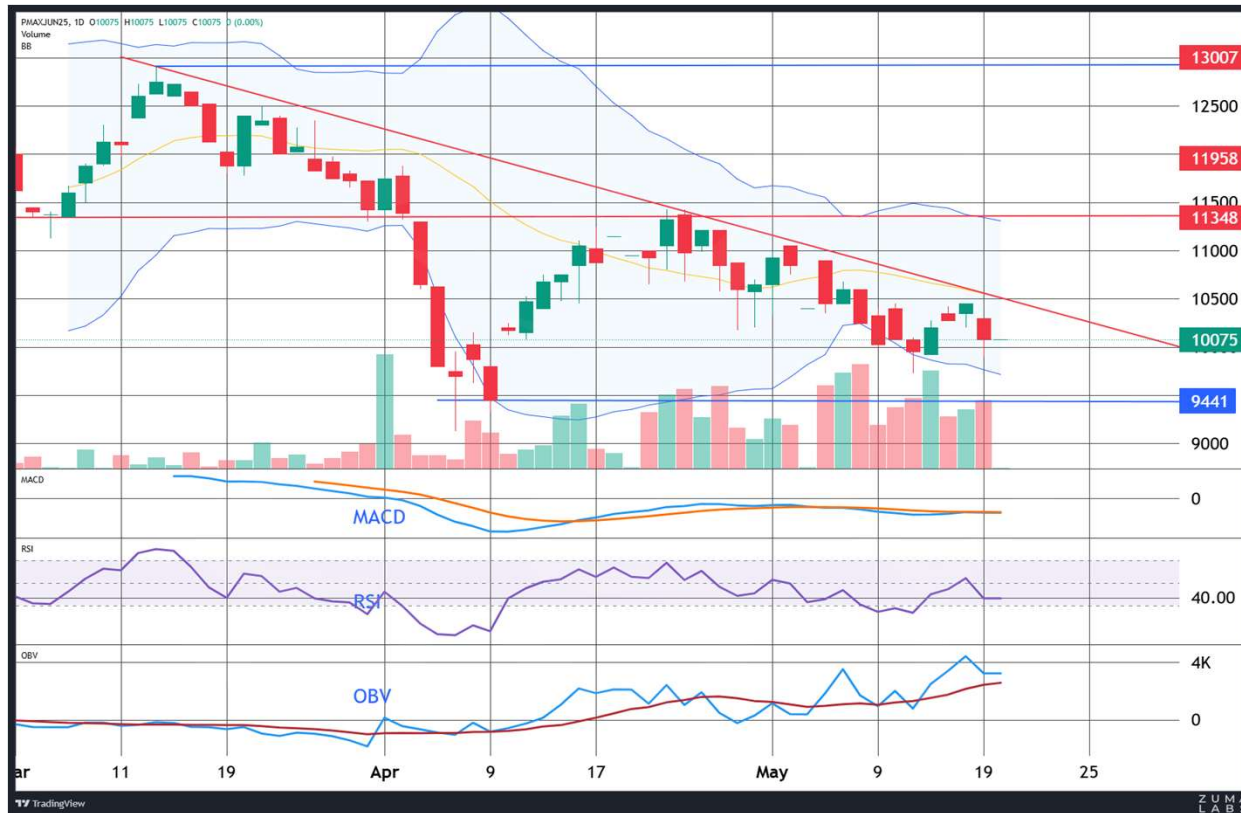 PMAXJUN25, 1D O10075 H10075 L10075 C10075 0 (0.00%)
Volume
BB
13007
12500
11958
11500
11348
11000
10500
10075
9441
9000
MACD
0
MACD
RSI
RSI
40.00
OBV
4K
OBV
0
ar 11 19 Apr 9 17 May 9 19 25
TradingView
ZUMA
LABS